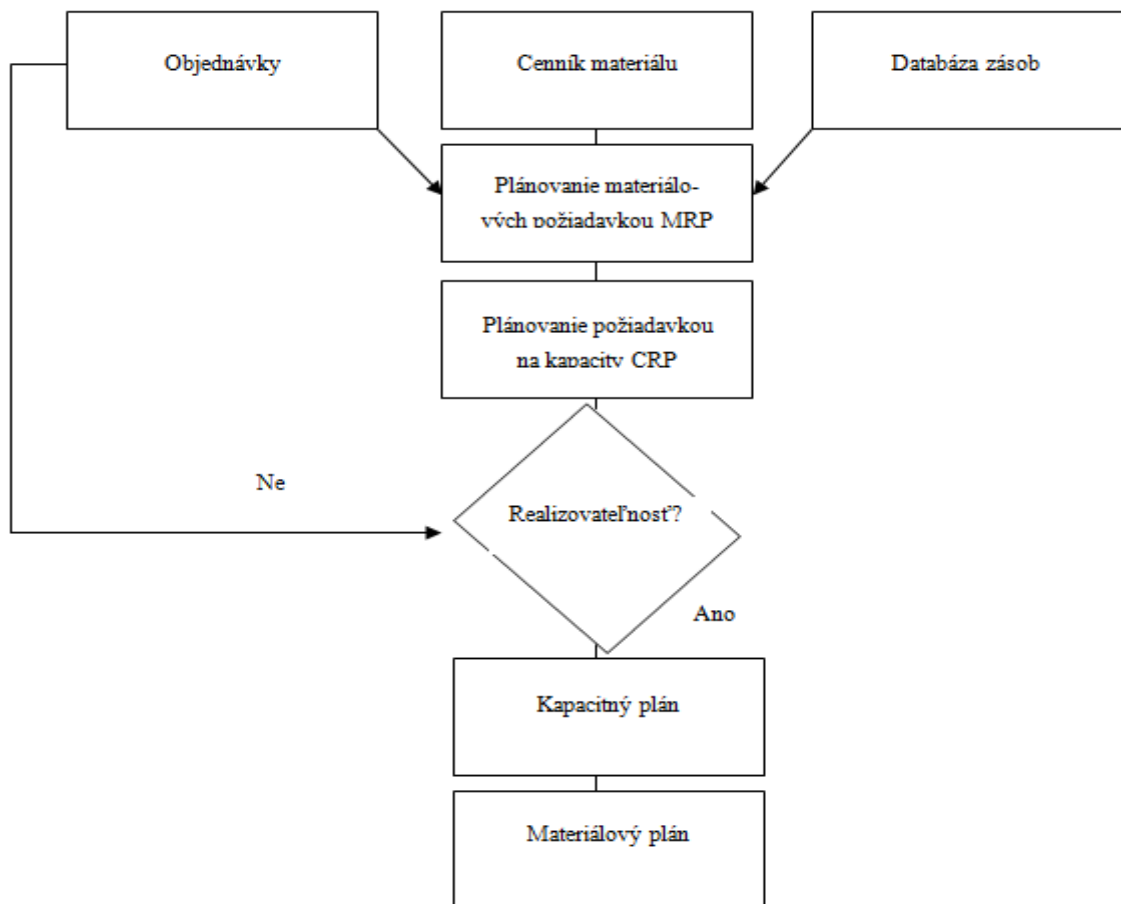 Objednávky
Cenník materiálu
Databáza zásob
Plánovanie materiálo-
vých požiadavkou MRP
Plánovanie požiadavkou
na kapacity CRP
Ne
Realizovateľnosť?
Ano
Kapacitný plán
Materiálový plán